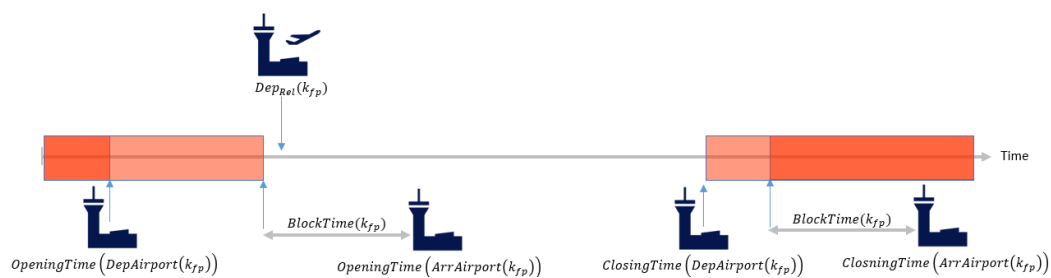 Dep_Rel(k_fp)
Time
BlockTime(k_fp)
BlockTime(k_fp)
OpeningTime(DepAirport(k_fp))
OpeningTime(ArrAirport(k_fp))
ClosingTime(DepAirport(k_fp))
ClosningTime(ArrAirport(k_fp))